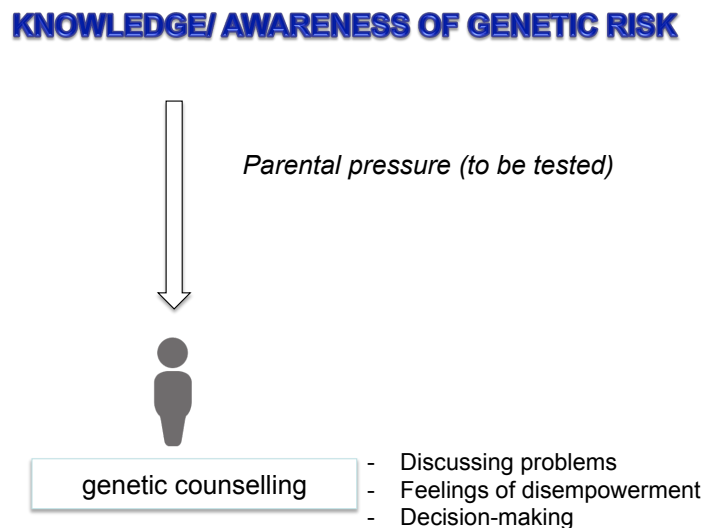 KNOWLEDGE/ AWARENESS OF GENETIC RISK
Parental pressure (to be tested)
genetic counselling
- Discussing problems
- Feelings of disempowerment
- Decision-making